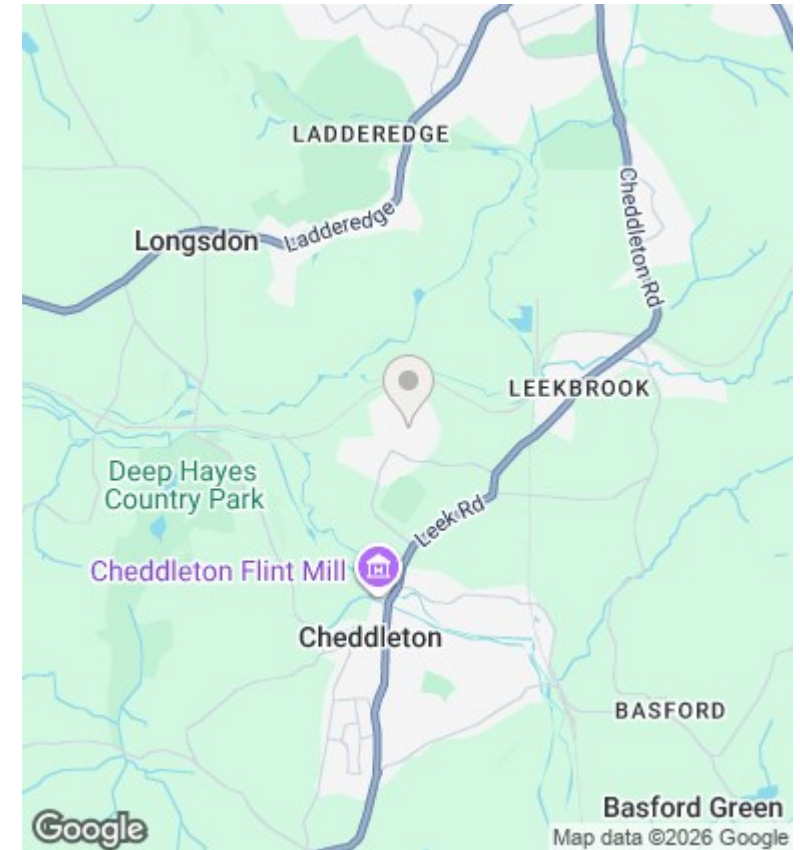 LADDEREDGE
Cheddleton Rd
Ladderedge
Longsdon
LEEKBROOK
Deep Hayes
Country Park
Leek Rd
Cheddleton Flint Mill
Cheddleton
BASFORD
Basford Green
Google
Map data ©2026 Google